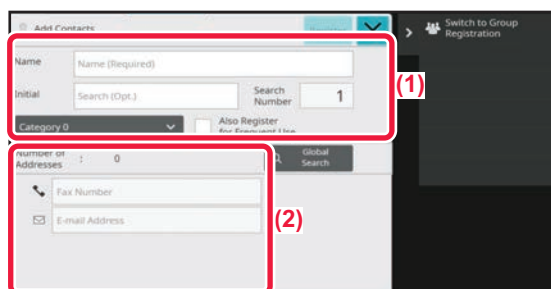 Add Contacts
Switch to Group
Registration
Name
Name (Required)
Initial
Search (Opt.)
Search
Number
1
(1)
Category 0
Also Register
for Frequent Use
Number of
Addresses
:
0
Global
Search
Fax Number
E-mail Address
(2)